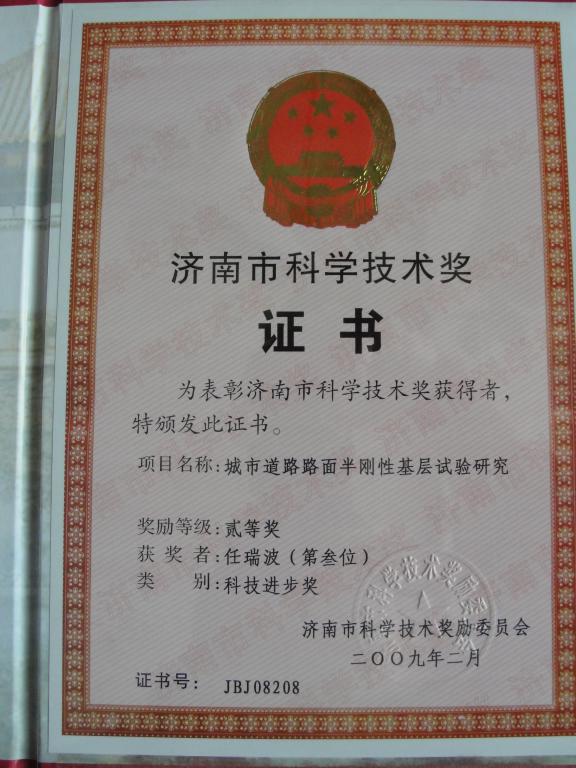 济南市科学技术奖
证书
为表彰济南市科学技术奖获得者，
特颁发此证书。
项目名称：城市道路路面半刚性基层试验研究
奖励等级：贰等奖
获奖者：任瑞波（第叁位）
类别：科技进步奖
济南市科学技术奖励委员会
二〇〇九年二月
证书号： JBJ08208